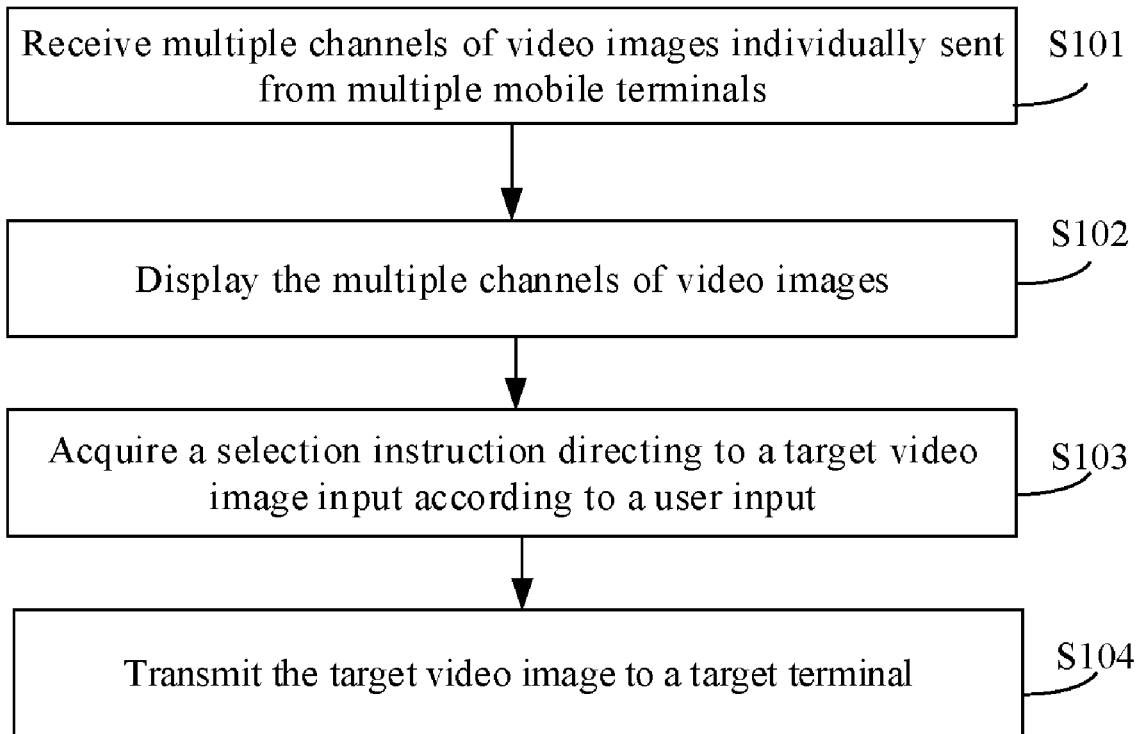 Receive multiple channels of video images individually sent
from multiple mobile terminals
S101
Display the multiple channels of video images
S102
Acquire a selection instruction directing to a target video
image input according to a user input
S103
Transmit the target video image to a target terminal
S104